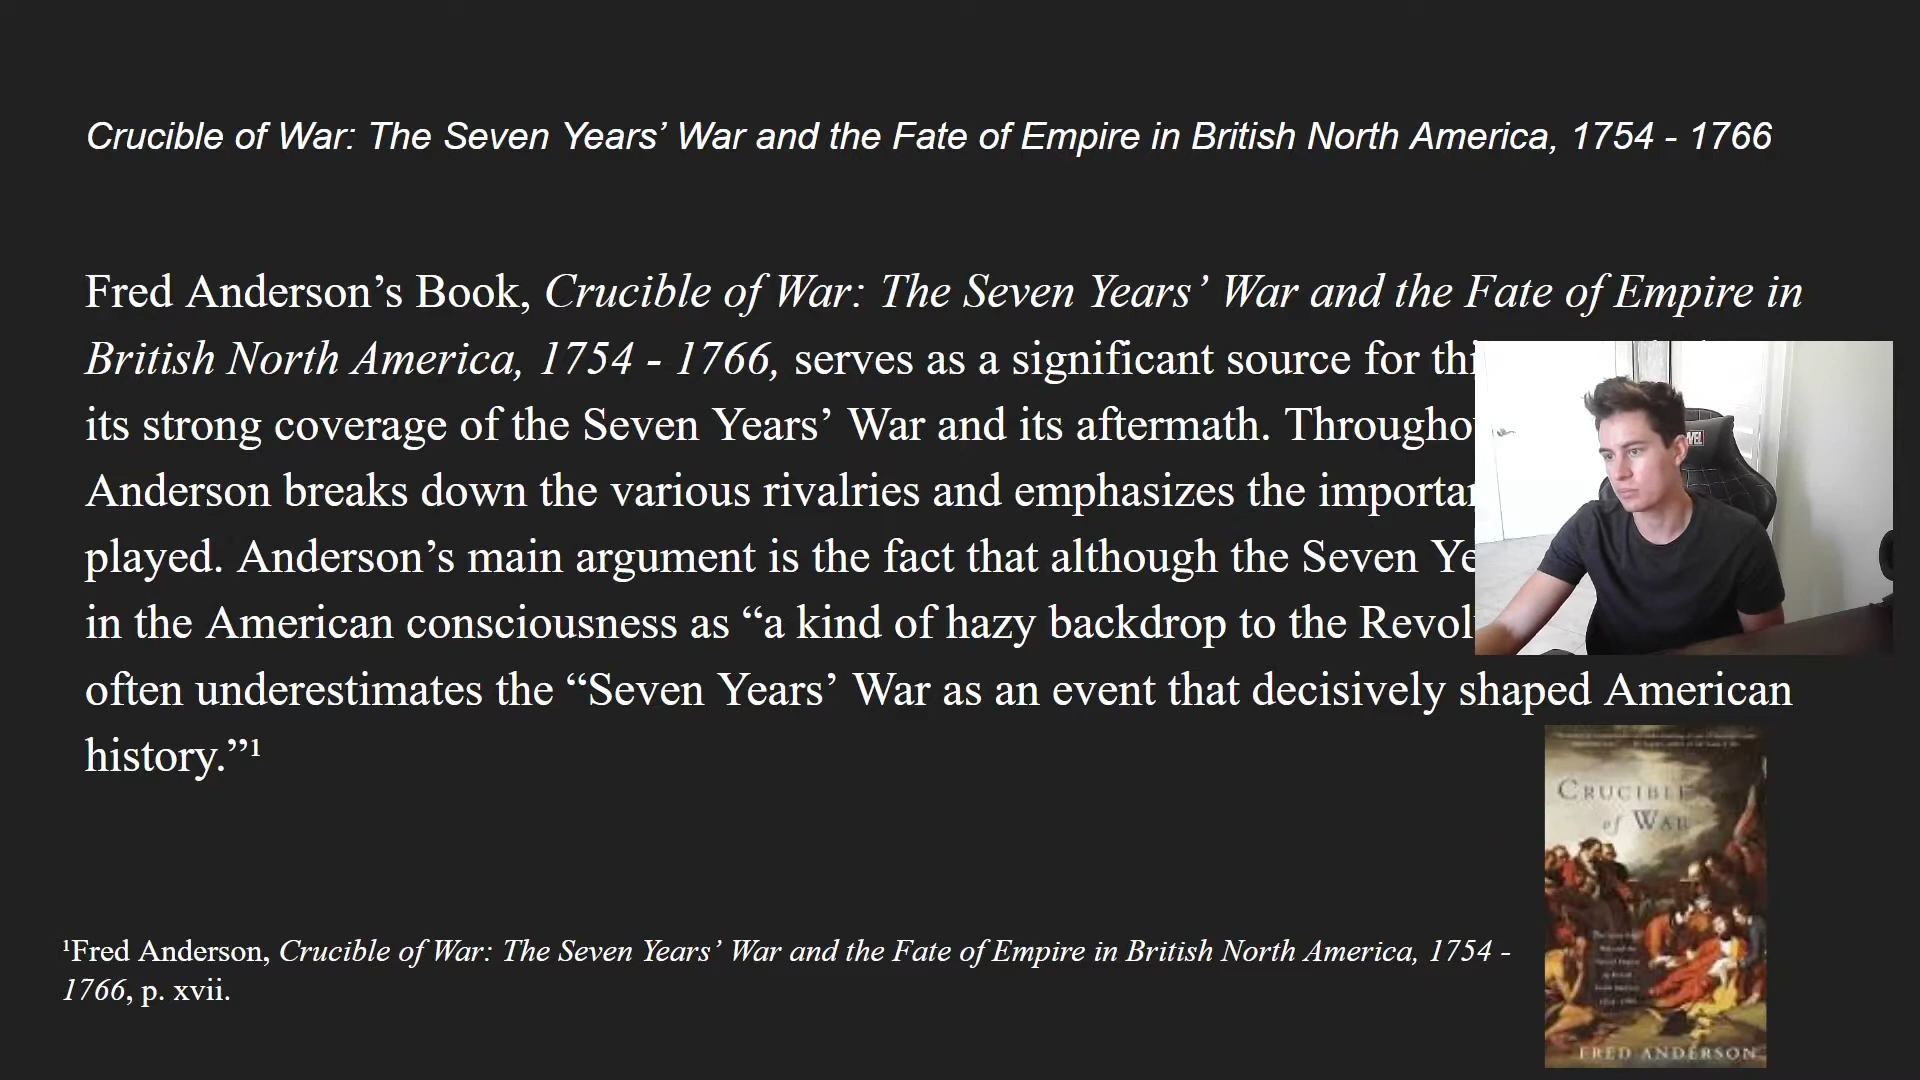 Crucible of War: The Seven Years’ War and the Fate of Empire in British North America, 1754 - 1766
Fred Anderson’s Book, Crucible of War: The Seven Years’ War and the Fate of Empire in
British North America, 1754 - 1766, serves as a significant source for
its strong coverage of the Seven Years’ War and its aftermath.
Anderson breaks down the various rivalries and emphasizes the
played. Anderson’s main argument is the fact that although the Seven
in the American consciousness as “a kind of hazy backdrop to the
often underestimates the “Seven Years’ War as an event that decisively shaped American
history.”¹
CRUCIBLE
of WAR
FRED ANDERSON
¹Fred Anderson, Crucible of War: The Seven Years’ War and the Fate of Empire in British North America, 1754 -
1766, p. xvii.